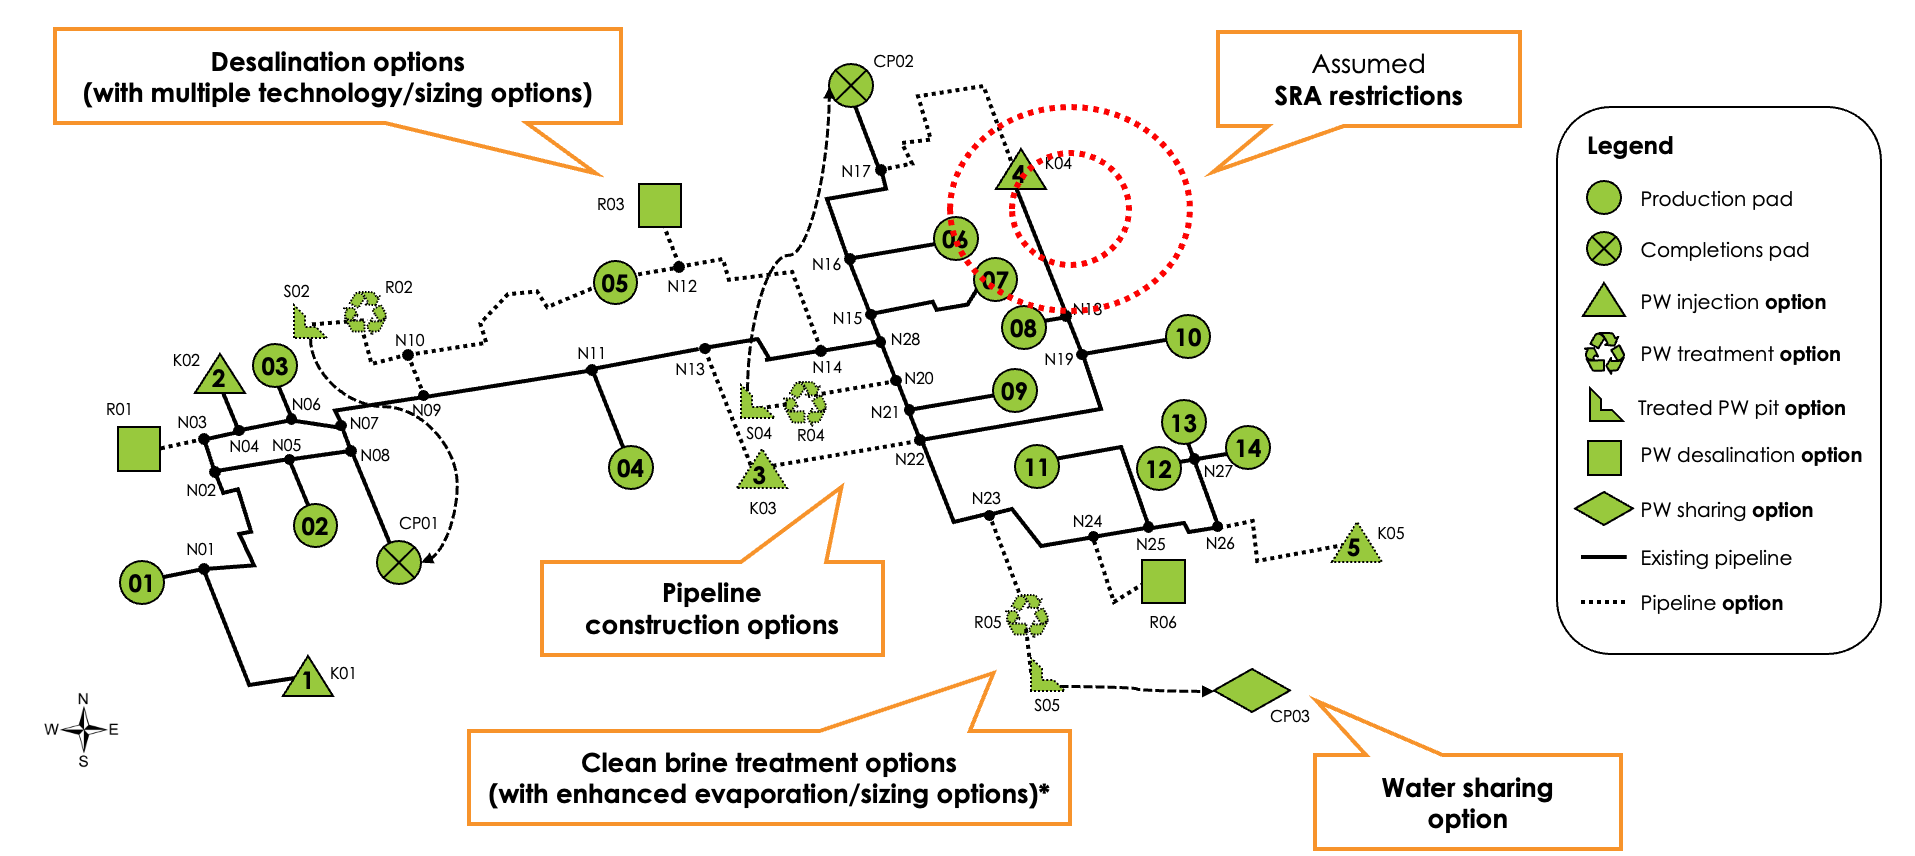 Desalination options
(with multiple technology/sizing options)
CP02
Assumed
SRA restrictions
Legend
Production pad
Completions pad
PW injection option
PW treatment option
Treated PW pit option
PW desalination option
PW sharing option
Existing pipeline
Pipeline option
N17
4
K04
R03
06
N16
05
N12
07
S02
R02
N15
08
N18
10
N10
N28
N19
K02
2
03
N11
N13
N14
N20
09
R01
N03
N04
N06
N05
N07
N09
N21
S04
R04
13
14
N08
04
3
N22
11
12
N27
N02
02
CP01
K03
N23
N24
N25
N26
5
K05
N01
01
Pipeline
construction options
R05
R06
1
K01
S05
CP03
N
W
E
S
Clean brine treatment options
(with enhanced evaporation/sizing options)*
Water sharing
option